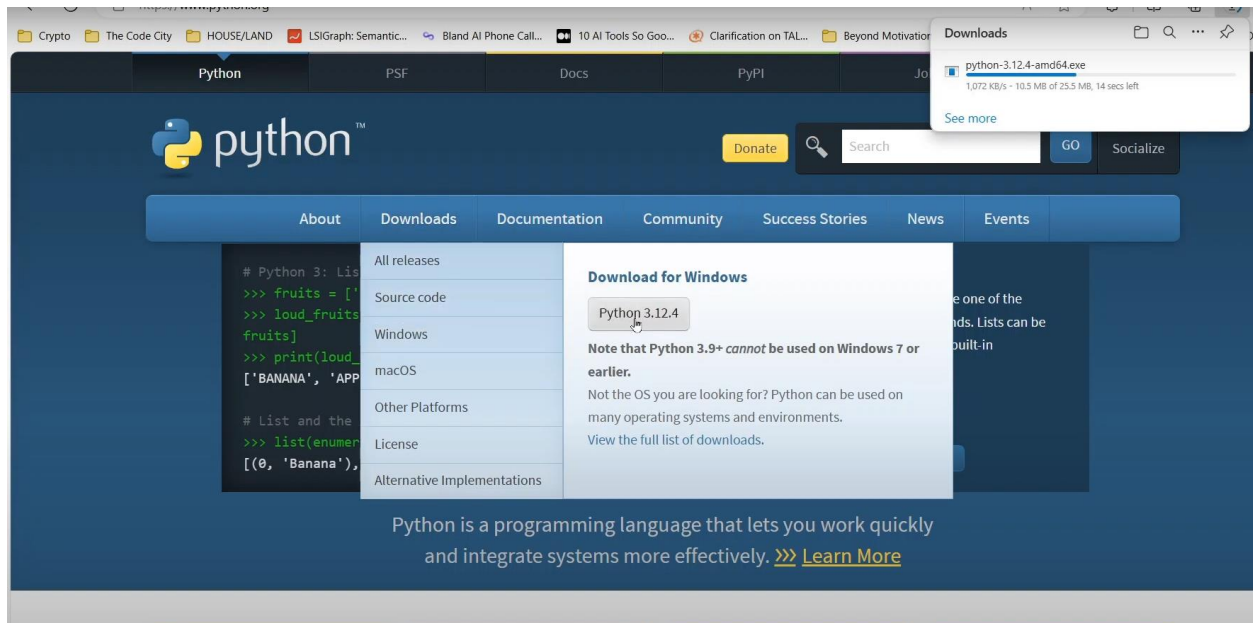 https://www.python.org
Crypto The Code City HOUSE/LAND LSIGraph: Semantic... Bland AI Phone Call... 10 AI Tools So Goo... Clarification on TAL... Beyond Motivation
Downloads
python-3.12.4-amd64.exe
1,072 KB/s - 10.5 MB of 25.5 MB, 14 secs left
See more
Python PSF Docs PyPI
python™
Donate
Search
GO
Socialize
About Downloads Documentation Community Success Stories News Events
# Python 3: Lis
>>> fruits = ['
>>> loud_fruits
fruits]
>>> print(loud_
['BANANA', 'APP
# List and the
>>> list(enumer
[(0, 'Banana'),
All releases
Source code
Windows
macOS
Other Platforms
License
Alternative Implementations
Download for Windows
Python 3.12.4
Note that Python 3.9+ cannot be used on Windows 7 or
earlier.
Not the OS you are looking for? Python can be used on
many operating systems and environments.
View the full list of downloads.
one of the
nds. Lists can be
built-in
Python is a programming language that lets you work quickly
and integrate systems more effectively. >>> Learn More